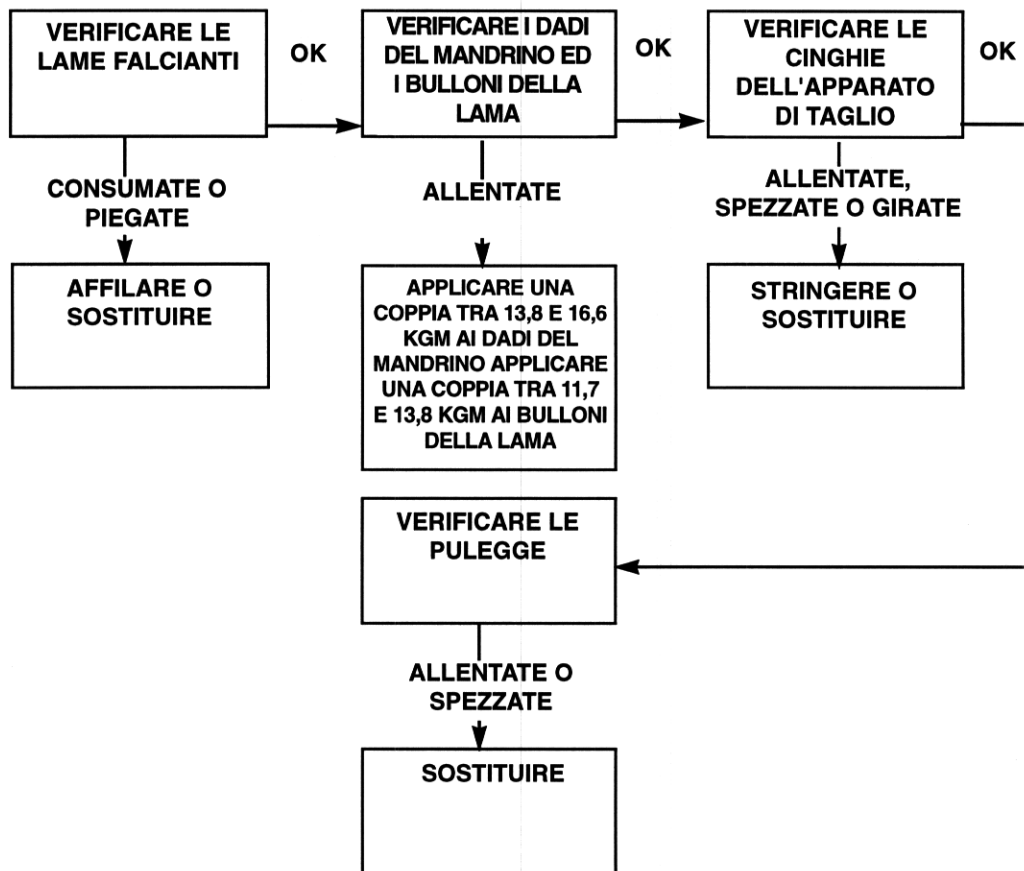 VERIFICARE LE
LAME FALCIANTI
OK
VERIFICARE I DADI
DEL MANDRINO ED
I BULLONI DELLA
LAMA
OK
VERIFICARE LE
CINGHIE
DELL'APPARATO
DI TAGLIO
OK
CONSUMATE O
PIEGATE
ALLENTATE
ALLENTATE,
SPEZZATE O GIRATE
AFFILARE O
SOSTITUIRE
APPLICARE UNA
COPPIA TRA 13,8 E 16,6
KGM AI DADI DEL
MANDRINO APPLICARE
UNA COPPIA TRA 11,7
E 13,8 KGM AI BULLONI
DELLA LAMA
STRINGERE O
SOSTITUIRE
VERIFICARE LE
PULEGGE
ALLENTATE O
SPEZZATE
SOSTITUIRE